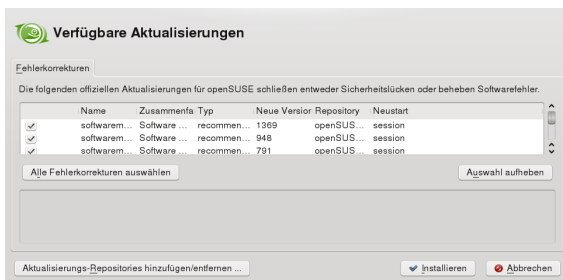 Verfügbare Aktualisierungen
Fehlerkorrekturen
Die folgenden offiziellen Aktualisierungen für openSUSE schließen entweder Sicherheitslücken oder beheben Softwarefehler.
Name Zusammenfa Typ Neue Version Repository Neustart
softwarem... Software ... recommen... 1369 openSUS... session
softwarem... Software ... recommen... 948 openSUS... session
softwarem... Software ... recommen... 791 openSUS... session
Alle Fehlerkorrekturen auswählen Auswahl aufheben
Aktualisierungs-Repositories hinzufügen/entfernen ... Installieren Abbrechen